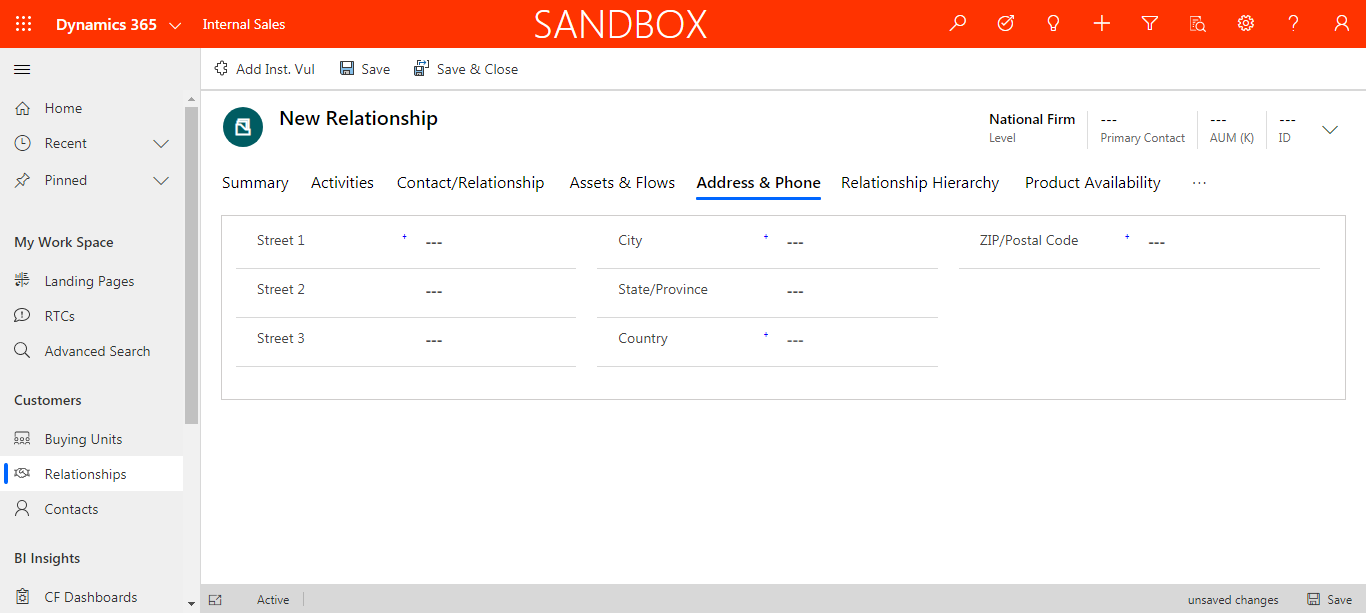 Dynamics 365 Internal Sales SANDBOX
Add Inst. Vul Save Save & Close
Home
Recent
Pinned
My Work Space
Landing Pages
RTCs
Advanced Search
Customers
Buying Units
Relationships
Contacts
BI Insights
CF Dashboards
New Relationship
National Firm
Level
---
Primary Contact
---
AUM (K)
---
ID
Summary Activities Contact/Relationship Assets & Flows Address & Phone Relationship Hierarchy Product Availability ...
Street 1 + --- City + --- ZIP/Postal Code + ---
Street 2 --- State/Province ---
Street 3 --- Country + ---
Active unsaved changes Save